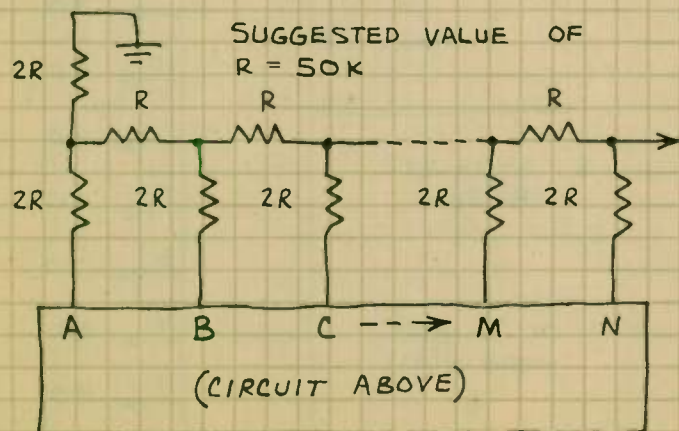 SUGGESTED VALUE OF
R = 50K
2R
R
R
R
2R
2R
2R
2R
2R
A B C M N
(CIRCUIT ABOVE)